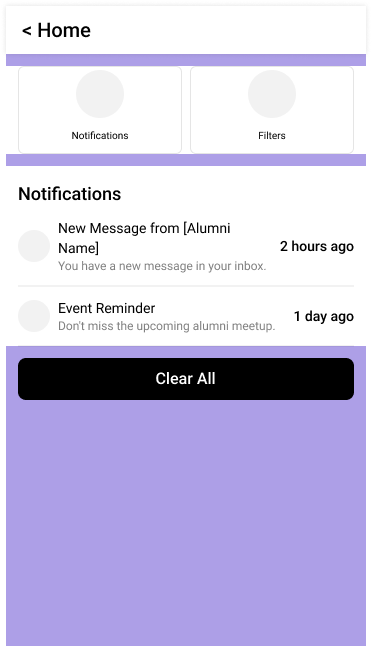 < Home
Notifications
Filters
Notifications
New Message from [Alumni
Name]
2 hours ago
You have a new message in your inbox.
Event Reminder
1 day ago
Don't miss the upcoming alumni meetup.
Clear All